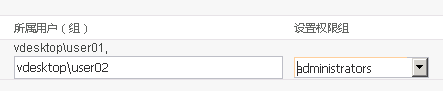 所属用户（组） 设置权限组
vdesktop\user01,
vdesktop\user02 administrators